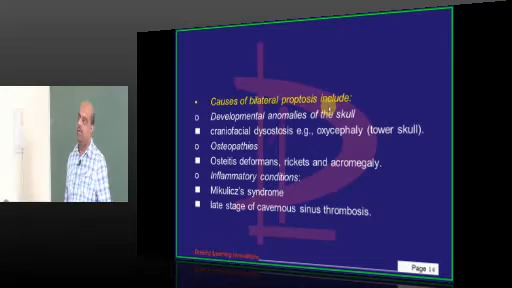 • Causes of bilateral proptosis include:
o Developmental anomalies of the skull
■ craniofacial dysostosis e.g., oxycephaly (tower skull).
o Osteopathies
■ Osteitis deformans, rickets and acromegaly.
o Inflammatory conditions:
■ Mikulicz's syndrome
■ late stage of cavernous sinus thrombosis.
Page 14